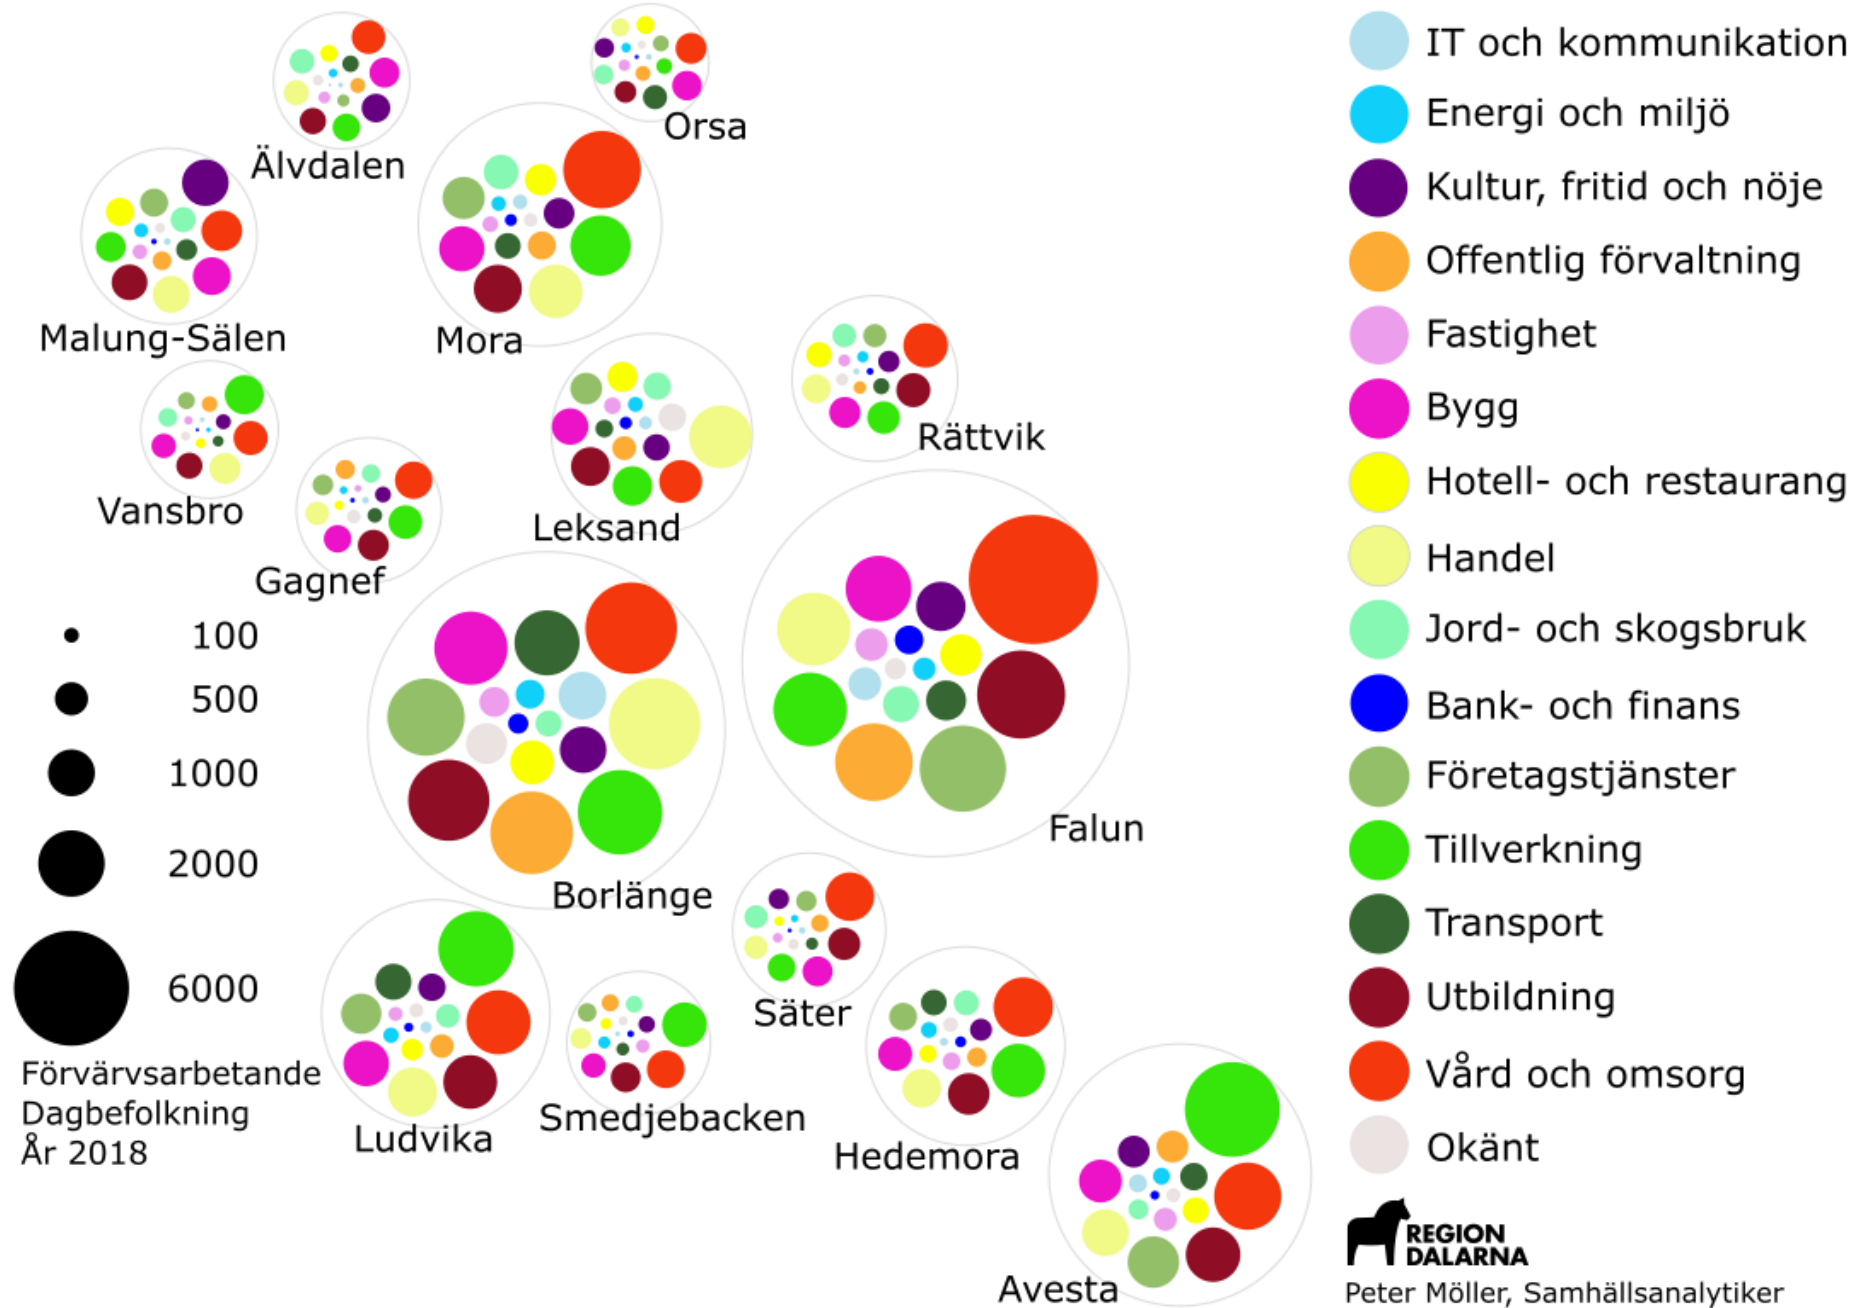 Orsa
Älvdalen
Malung-Sälen
Mora
Rättvik
Vansbro
Leksand
Gagnef
Falun
Borlänge
Säter
Smedjebacken
Ludvika
Hedemora
Avesta
100
500
1000
2000
6000
Förvärvsarbetande
Dagbefolkning
År 2018
IT och kommunikation
Energi och miljö
Kultur, fritid och nöje
Offentlig förvaltning
Fastighet
Bygg
Hotell- och restaurang
Handel
Jord- och skogsbruk
Bank- och finans
Företagstjänster
Tillverkning
Transport
Utbildning
Vård och omsorg
Okänt
REGION
DALARNA
Peter Möller, Samhällsanalytiker